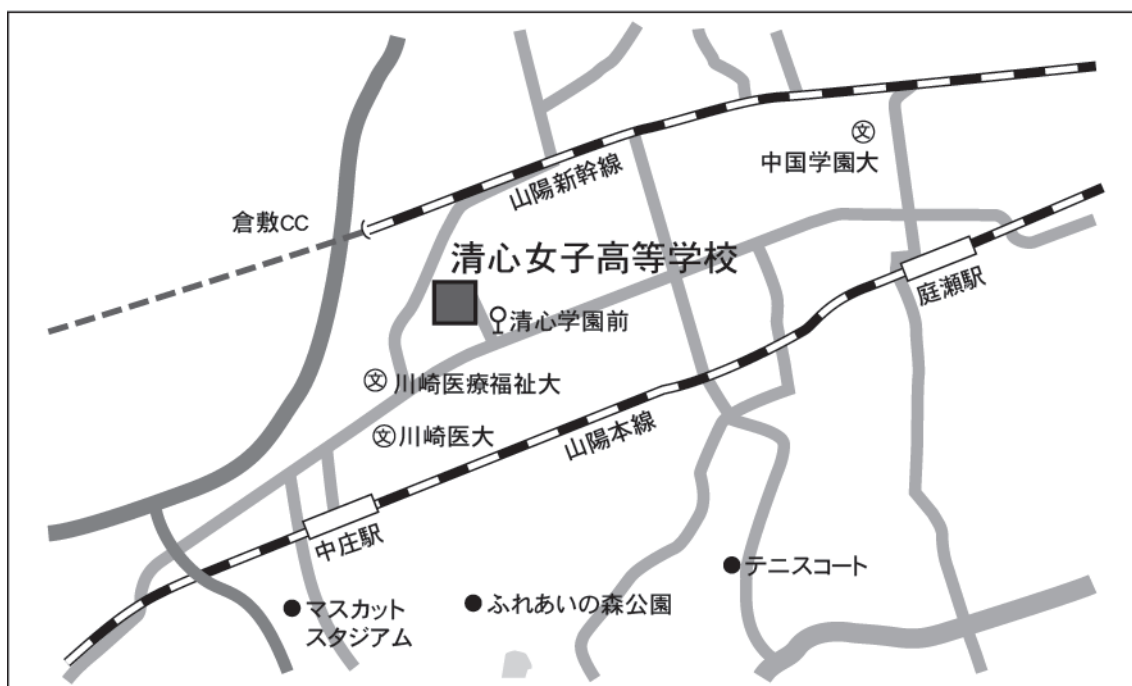 中国学園大
山陽新幹線
倉敷CC
清心女子高等学校
庭瀬駅
清心学園前
川崎医療福祉大
川崎医大
山陽本線
中庄駅
テニスコート
マスカット
スタジアム
ふれあいの森公園
文
文
文